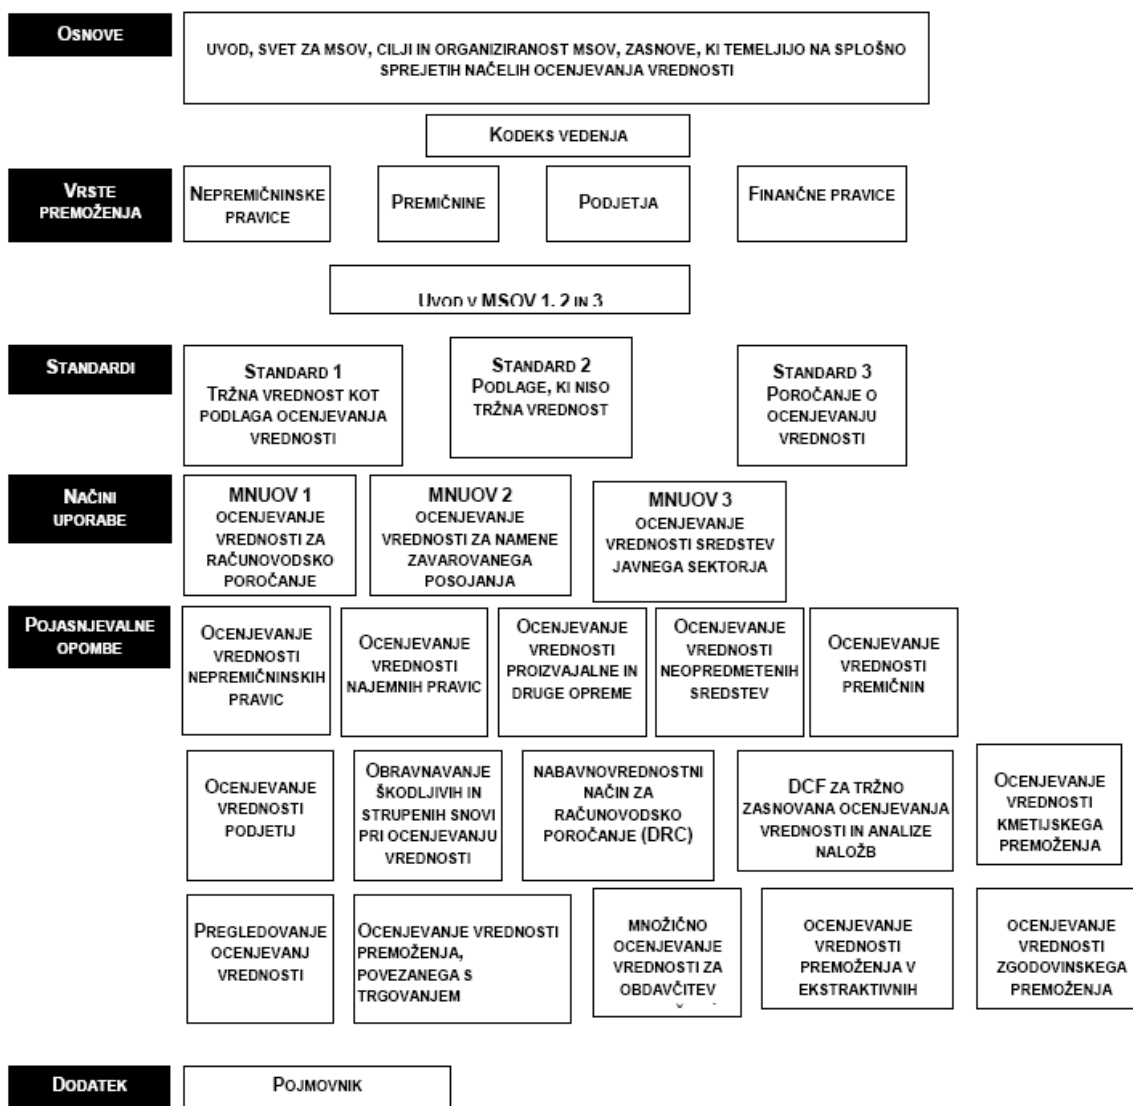 OSNOVE
UVOD, SVET ZA MSOV, CILJI IN ORGANIZIRANOST MSOV, ZASNOVE, KI TEMELJIJO NA SPLOŠNO
SPREJETIH NAČELIH OCENJEVANJA VREDNOSTI
KODEKS VEDENJA
VRSTE
PREMOŽENJA
NEPREMIČNINSKE
PRAVICE
PREMIČNINE
PODJETJA
FINANČNE PRAVICE
UVOD V MSOV 1, 2 IN 3
STANDARDI
STANDARD 1
TRŽNA VREDNOST KOT
PODLAGA OCENJEVANJA
VREDNOSTI
STANDARD 2
PODLAGE, KI NISO
TRŽNA VREDNOST
STANDARD 3
POROČANJE O
OCENJEVANJU
VREDNOSTI
NAČINI
UPORABE
MNUOV 1
OCENJEVANJE
VREDNOSTI ZA
RAČUNOVODSKO
POROČANJE
MNUOV 2
OCENJEVANJE
VREDNOSTI ZA NAMENE
ZAVAROVANEGA
POSOJANJA
MNUOV 3
OCENJEVANJE
VREDNOSTI SREDSTEV
JAVNEGA SEKTORJA
POJASNJEVALNE
OPOMBE
OCENJEVANJE
VREDNOSTI
NEPREMIČNINSKIH
PRAVIC
OCENJEVANJE
VREDNOSTI
NAJEMNIH PRAVIC
OCENJEVANJE
VREDNOSTI
PROIZVAJALNE IN
DRUGE OPREME
OCENJEVANJE
VREDNOSTI
NEOPREDMETENIH
SREDSTEV
OCENJEVANJE
VREDNOSTI
PREMIČNIN
OCENJEVANJE
VREDNOSTI
PODJETIJ
OBRAVNAVANJE
ŠKODLJIVIH IN
STRUPENIH SNOVI
PRI OCENJEVANJU
VREDNOSTI
NABAVNOVREDNOSTNI
NAČIN ZA
RAČUNOVODSKO
POROČANJE (DRC)
DCF ZA TRŽNO
ZASNOVANA OCENJEVANJA
VREDNOSTI IN ANALIZE
NALOŽB
OCENJEVANJE
VREDNOSTI
KMETIJSKEGA
PREMOŽENJA
PREGLEDOVANJE
OCENJEVANJ
VREDNOSTI
OCENJEVANJE VREDNOSTI
PREMOŽENJA,
POVEZANEGA S
TRGOVANJEM
MNOŽIČNO
OCENJEVANJE
VREDNOSTI ZA
OBDAVČITEV
OCENJEVANJE
VREDNOSTI
PREMOŽENJA V
EKSTRAKTIVNIH
OCENJEVANJE
VREDNOSTI
ZGODOVINSKEGA
PREMOŽENJA
DODATEK
POJMOVNIK